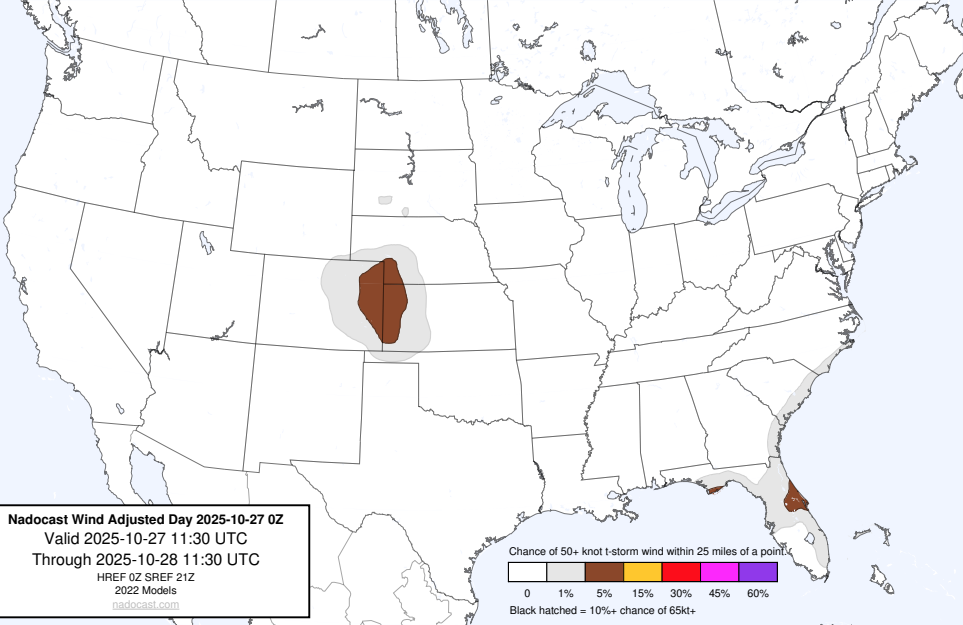 Nadocast Wind Adjusted Day 2025-10-27 0Z
Valid 2025-10-27 11:30 UTC
Through 2025-10-28 11:30 UTC
HREF 0Z SREF 21Z
2022 Models
nadocast.com
Chance of 50+ knot t-storm wind within 25 miles of a point.
0 1% 5% 15% 30% 45% 60%
Black hatched = 10%+ chance of 65kt+